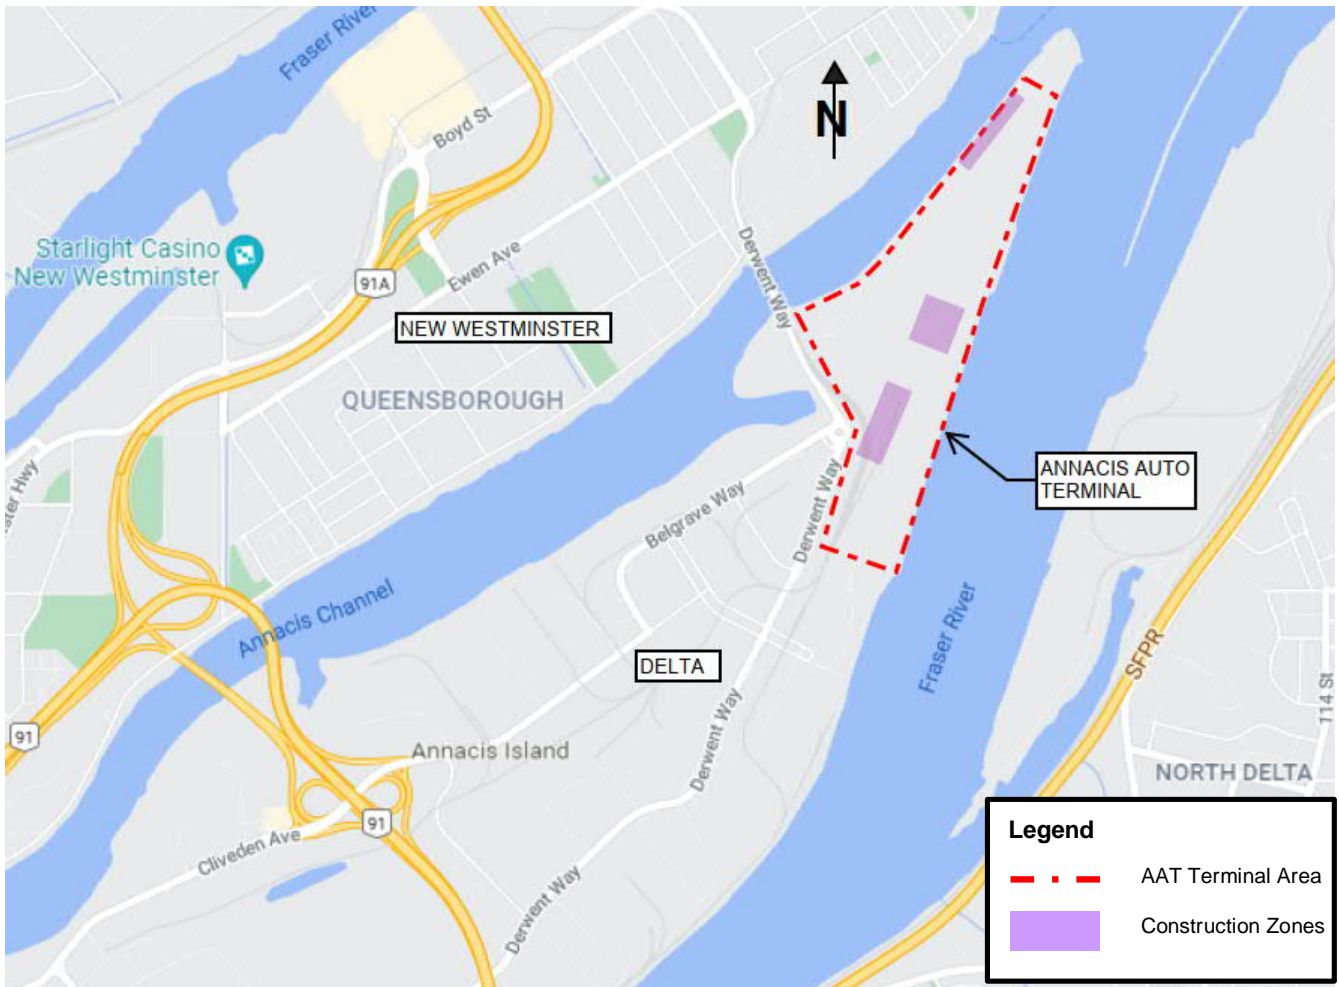 Fraser River
Boyd St
N
Starlight Casino
New Westminster
91A
Ewen Ave
Derwent Way
NEW WESTMINSTER
QUEENSBOROUGH
ster Hwy
ANNACIS AUTO
TERMINAL
Belgrave Way
Derwent Way
Annacis Channel
Fraser River
DELTA
SFPR
114 St
91
Annacis Island
Derwent Way
NORTH DELTA
91
Cliveden Ave
Derwent Way
Legend
AAT Terminal Area
Construction Zones